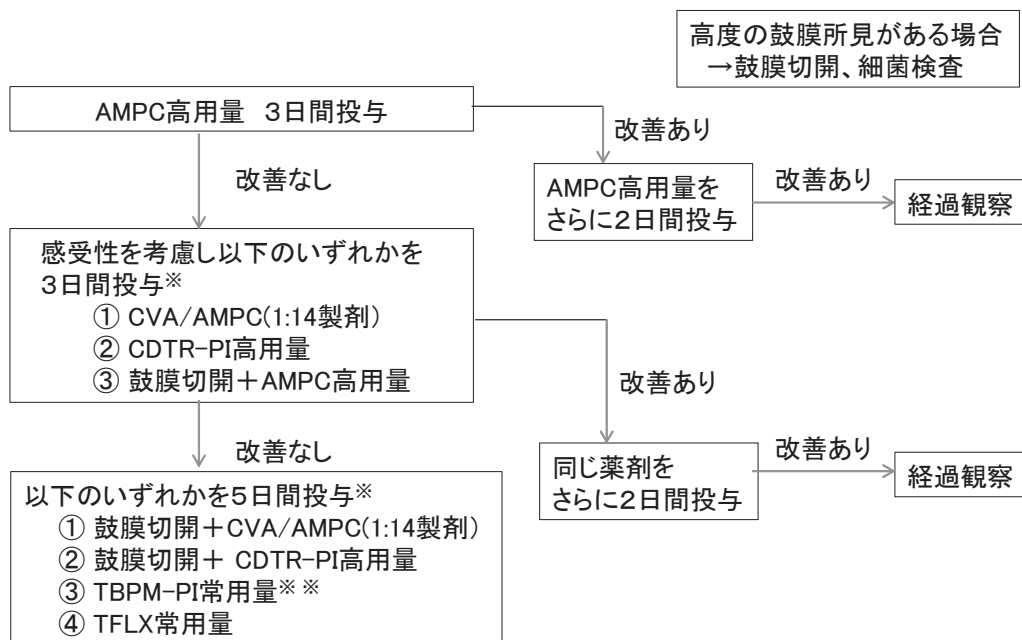 高度の鼓膜所見がある場合
→鼓膜切開、細菌検査
AMPC高用量 3日間投与
改善あり
改善なし
AMPC高用量を
さらに2日間投与
改善あり
経過観察
感受性を考慮し以下のいずれかを
3日間投与※
① CVA/AMPC(1:14製剤)
② CDTR-PI高用量
③ 鼓膜切開+AMPC高用量
改善あり
改善なし
同じ薬剤を
さらに2日間投与
改善あり
経過観察
以下のいずれかを5日間投与※
① 鼓膜切開+CVA/AMPC(1:14製剤)
② 鼓膜切開+ CDTR-PI高用量
③ TBPM-PI常用量※※
④ TFLX常用量